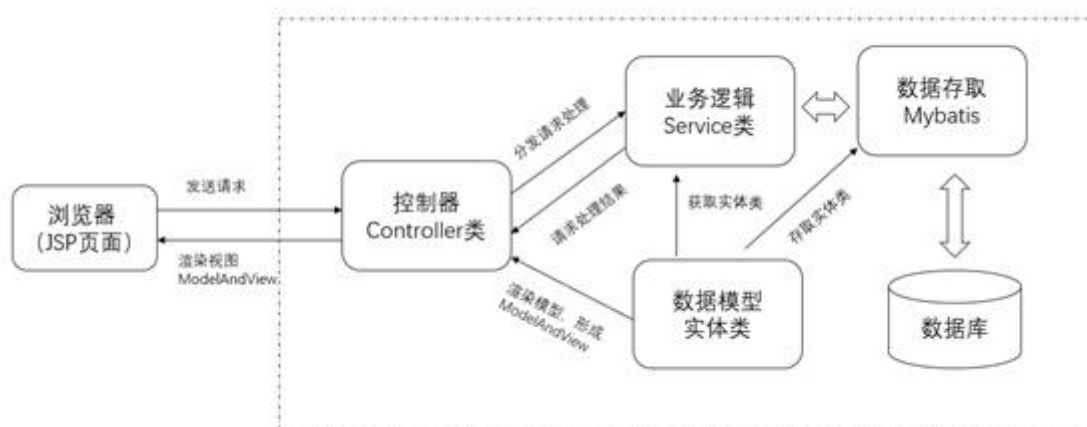 浏览器
（JSP页面）
发送请求
渲染视图
ModelAndView
控制器
Controller类
分发请求处理
请求处理结果
渲染模型，形成
ModelAndView
业务逻辑
Service类
获取实体类
存取实体类
数据模型
实体类
数据存取
Mybatis
数据库